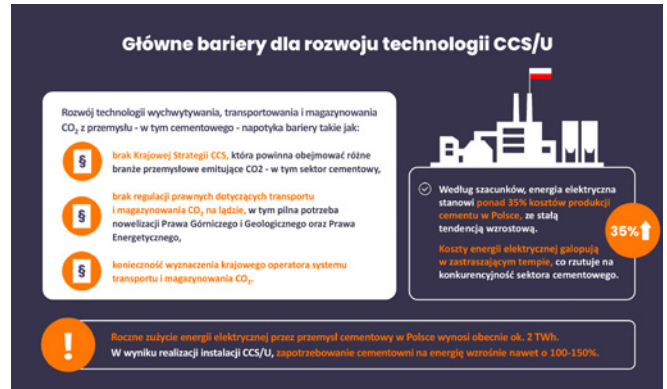 Główne bariery dla rozwoju technologii CCS/U
Rozwój technologii wychwytywania, transportowania i magazynowania
CO₂ z przemysłu - w tym cementowego - napotyka bariery takie jak:
§
brak Krajowej Strategii CCS, która powinna obejmować różne
branże przemysłowe emitujące CO2 - w tym sektor cementowy,
§
brak regulacji prawnych dotyczących transportu
i magazynowania CO₂ na lądzie, w tym pilna potrzeba
nowelizacji Prawa Górniczego i Geologicznego oraz Prawa
Energetycznego,
§
konieczność wyznaczenia krajowego operatora systemu
transportu i magazynowania CO₂.
Według szacunków, energia elektryczna
stanowi ponad 35% kosztów produkcji
cementu w Polsce, ze stałą
tendencją wzrostową.
35%
Koszty energii elektrycznej galopują
w zastraszającym tempie, co rzutuje na
konkurencyjność sektora cementowego.
!
Roczne zużycie energii elektrycznej przez przemysł cementowy w Polsce wynosi obecnie ok. 2 TWh.
W wyniku realizacji instalacji CCS/U, zapotrzebowanie cementowni na energię wzrośnie nawet o 100-150%.